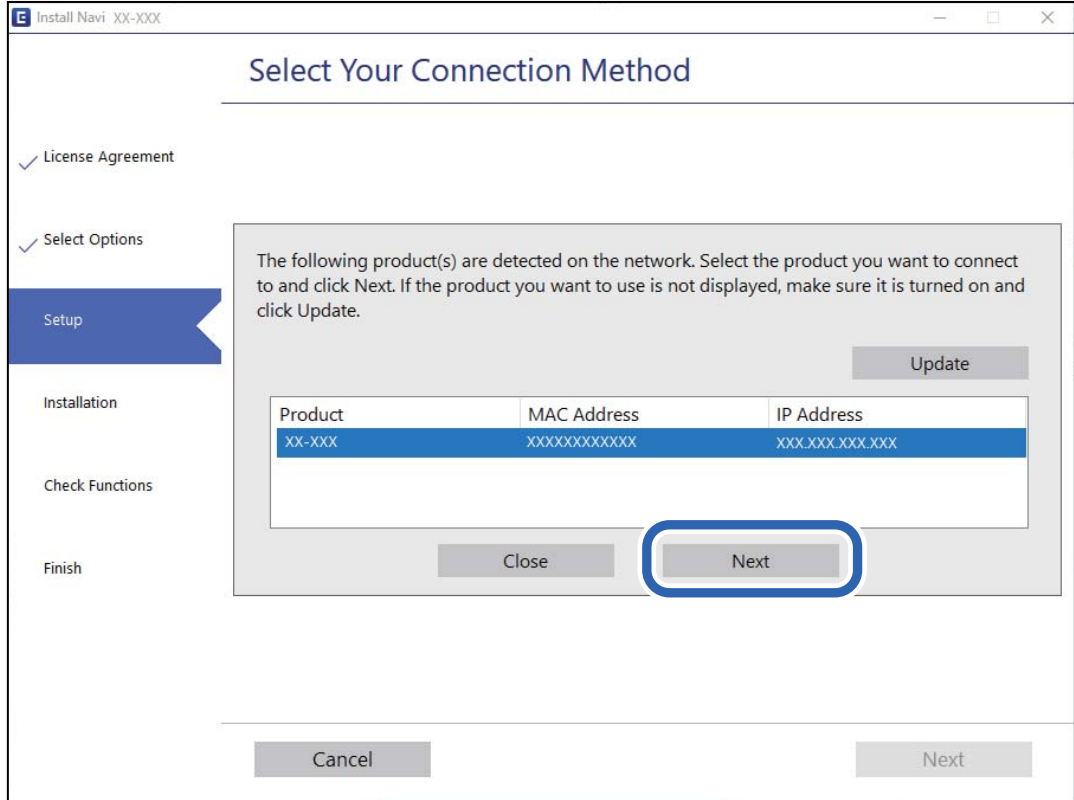 E Install Navi XX-XXX
Select Your Connection Method
License Agreement
Select Options
Setup
Installation
Check Functions
Finish
The following product(s) are detected on the network. Select the product you want to connect
to and click Next. If the product you want to use is not displayed, make sure it is turned on and
click Update.
Update
Product MAC Address IP Address
XX-XXX XXXXXXXXXXXX XXX.XXX.XXX.XXX
Close Next
Cancel Next